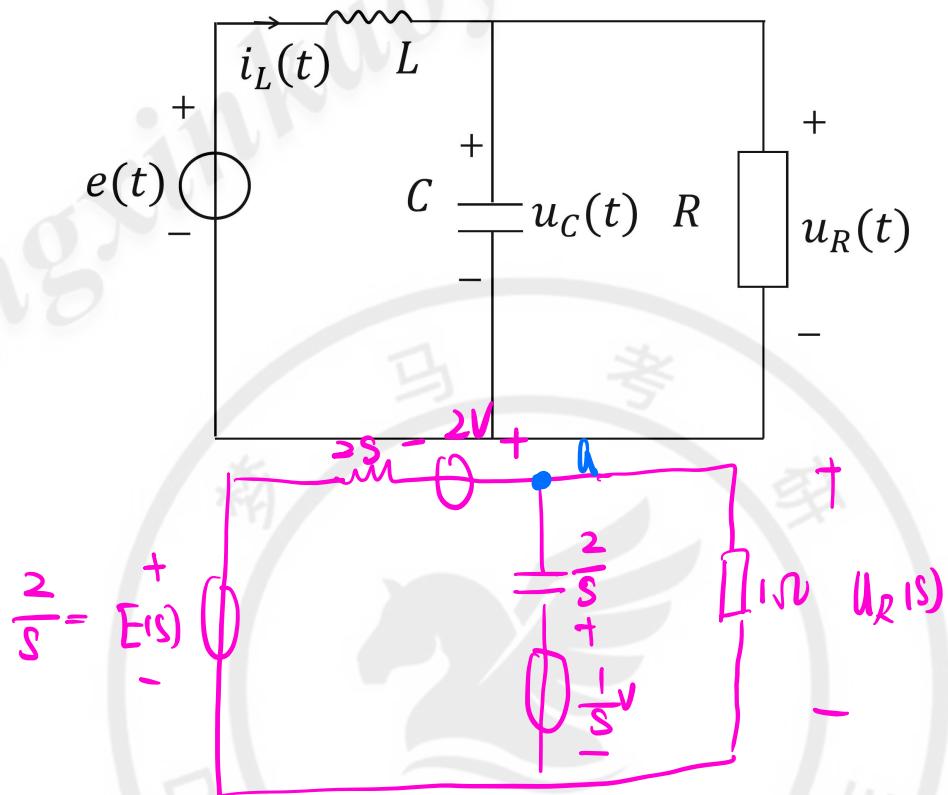 i_L(t) L
+ + +
e(t) C u_C(t) R u_R(t)
− − −
马 考
2S − 2V + a
2/S = E(S) + −
2/S
+ 1/S V −
1Ω + U_R(S) −